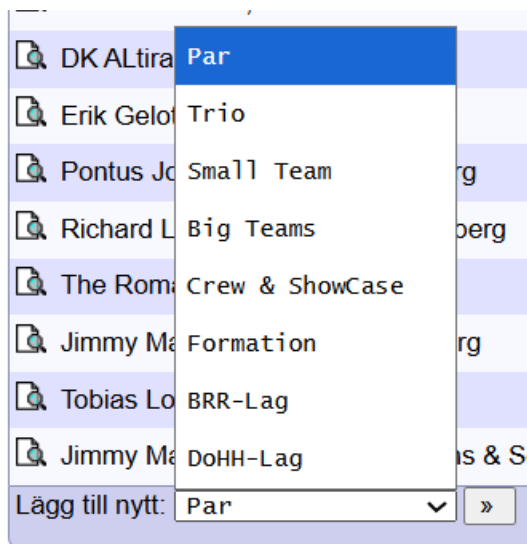 DK ALtira
Par
Erik Gelot
Trio
Pontus Jo
Small Team
rg
Richard L
Big Teams
berg
The Roma
Crew & ShowCase
Jimmy Ma
Formation
rg
Tobias Lo
BRR-Lag
Jimmy Ma
DoHH-Lag
ns & S
Lägg till nytt:
Par
»